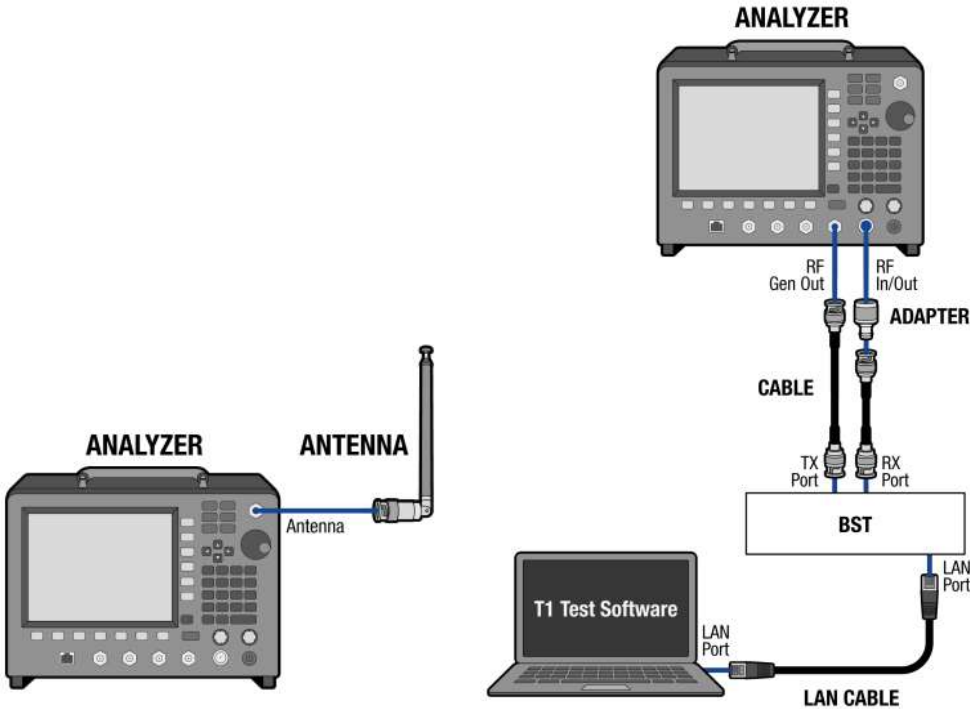 ANALYZER
RF
Gen Out
RF
In/Out
ADAPTER
CABLE
TX
Port
RX
Port
BST
LAN
Port
ANALYZER
ANTENNA
Antenna
T1 Test Software
LAN
Port
LAN CABLE